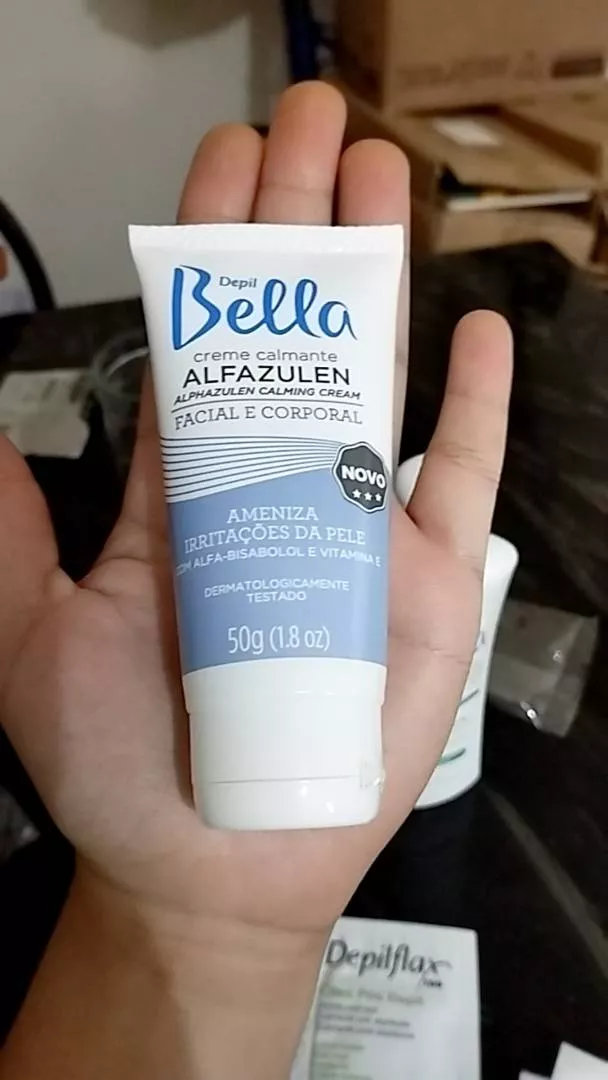 Depil
Bella
creme calmante
ALFAZULEN
ALPHAZULEN CALMING CREAM
FACIAL E CORPORAL
NOVO
AMENIZA
IRRITAÇÕES DA PELE
COM ALFA-BISABOLOL E VITAMINA E
DERMATOLOGICAMENTE
TESTADO
50g (1.8 oz)
Depilflax